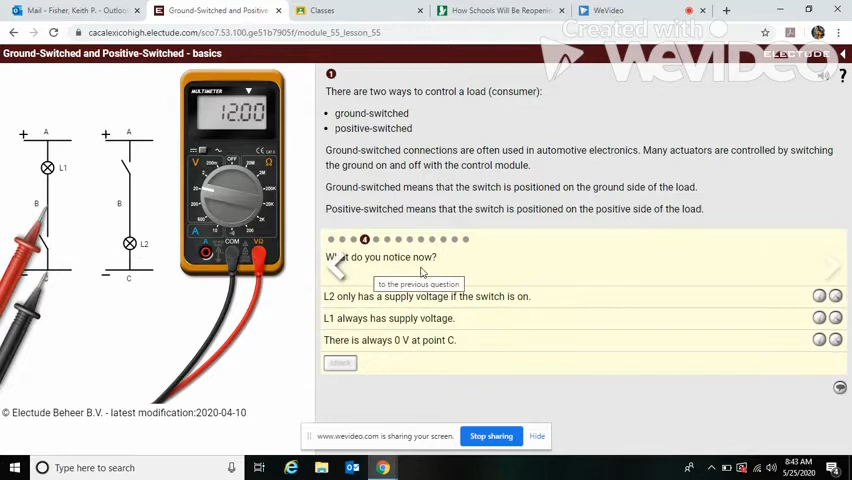 Mail - Fisher, Keith P. - Outloo
Ground-Switched and Positive-
Classes
How Schools Will Be Reopenin
WeVideo
cacalexicohigh.electude.com/sco7.53.100.ge51b7905f/module_55_lesson_55
Created with
WEVIDEO
Ground-Switched and Positive-Switched - basics
ELECTUDE
?
1
There are two ways to control a load (consumer):
• ground-switched
• positive-switched
Ground-switched connections are often used in automotive electronics. Many actuators are controlled by switching
the ground on and off with the control module.
Ground-switched means that the switch is positioned on the ground side of the load.
Positive-switched means that the switch is positioned on the positive side of the load.
4
What do you notice now?
to the previous question
L2 only has a supply voltage if the switch is on.
L1 always has supply voltage.
There is always 0 V at point C.
check
+ A + A
L1
B B
L2
- C - C
MULTIMETER
12.00
OFF
V Ω
A
A COM VΩ
© Electude Beheer B.V. - latest modification:2020-04-10
www.wevideo.com is sharing your screen.
Stop sharing
Hide
Type here to search
8:43 AM
5/25/2020